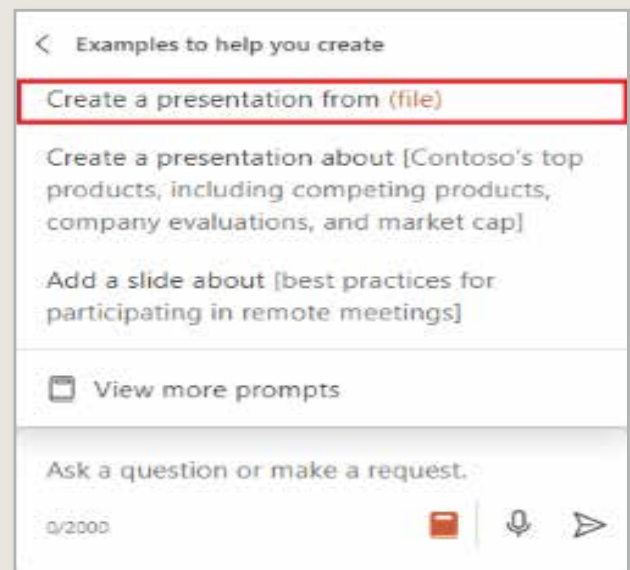 Examples to help you create
Create a presentation from (file)
Create a presentation about [Contoso's top
products, including competing products,
company evaluations, and market cap]
Add a slide about [best practices for
participating in remote meetings]
View more prompts
Ask a question or make a request.
0/2000